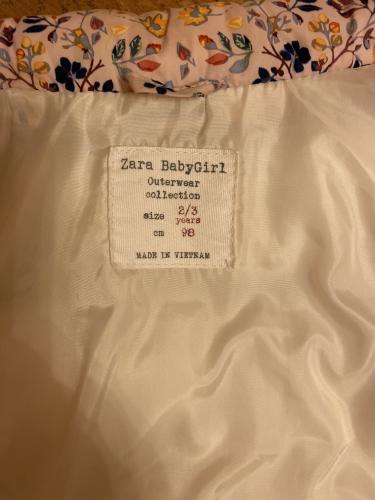 Zara BabyGirl
Outerwear
collection
size 2/3
years
cm 98
MADE IN VIETNAM